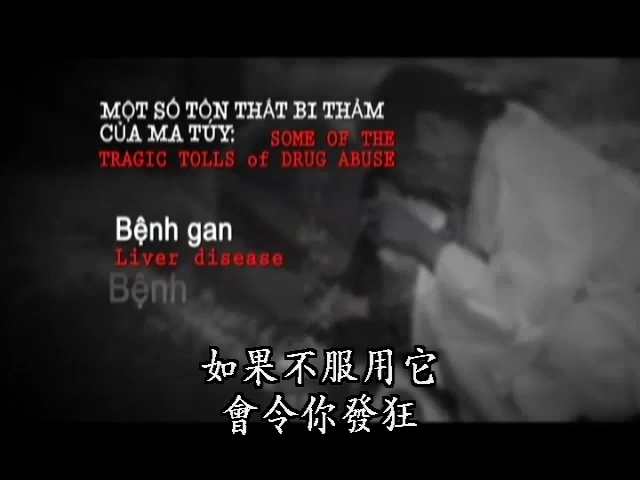 MỘT SỐ TỔN THẤT BI THẢM
CỦA MA TÚY: SOME OF THE
TRAGIC TOLLS of DRUG ABUSE
Bệnh gan
Liver disease
Bệnh
如果不服用它
會令你發狂